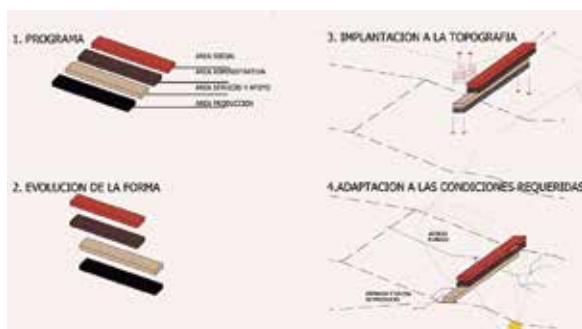 1. PROGRAMA
AREA SOCIAL
AREA ADMINISTRATIVA
AREA SERVICIO Y APOYO
AREA PRODUCCION
2. EVOLUCION DE LA FORMA
3. IMPLANTACION A LA TOPOGRAFIA
4.ADAPTACION A LAS CONDICIONES REQUERIDAS